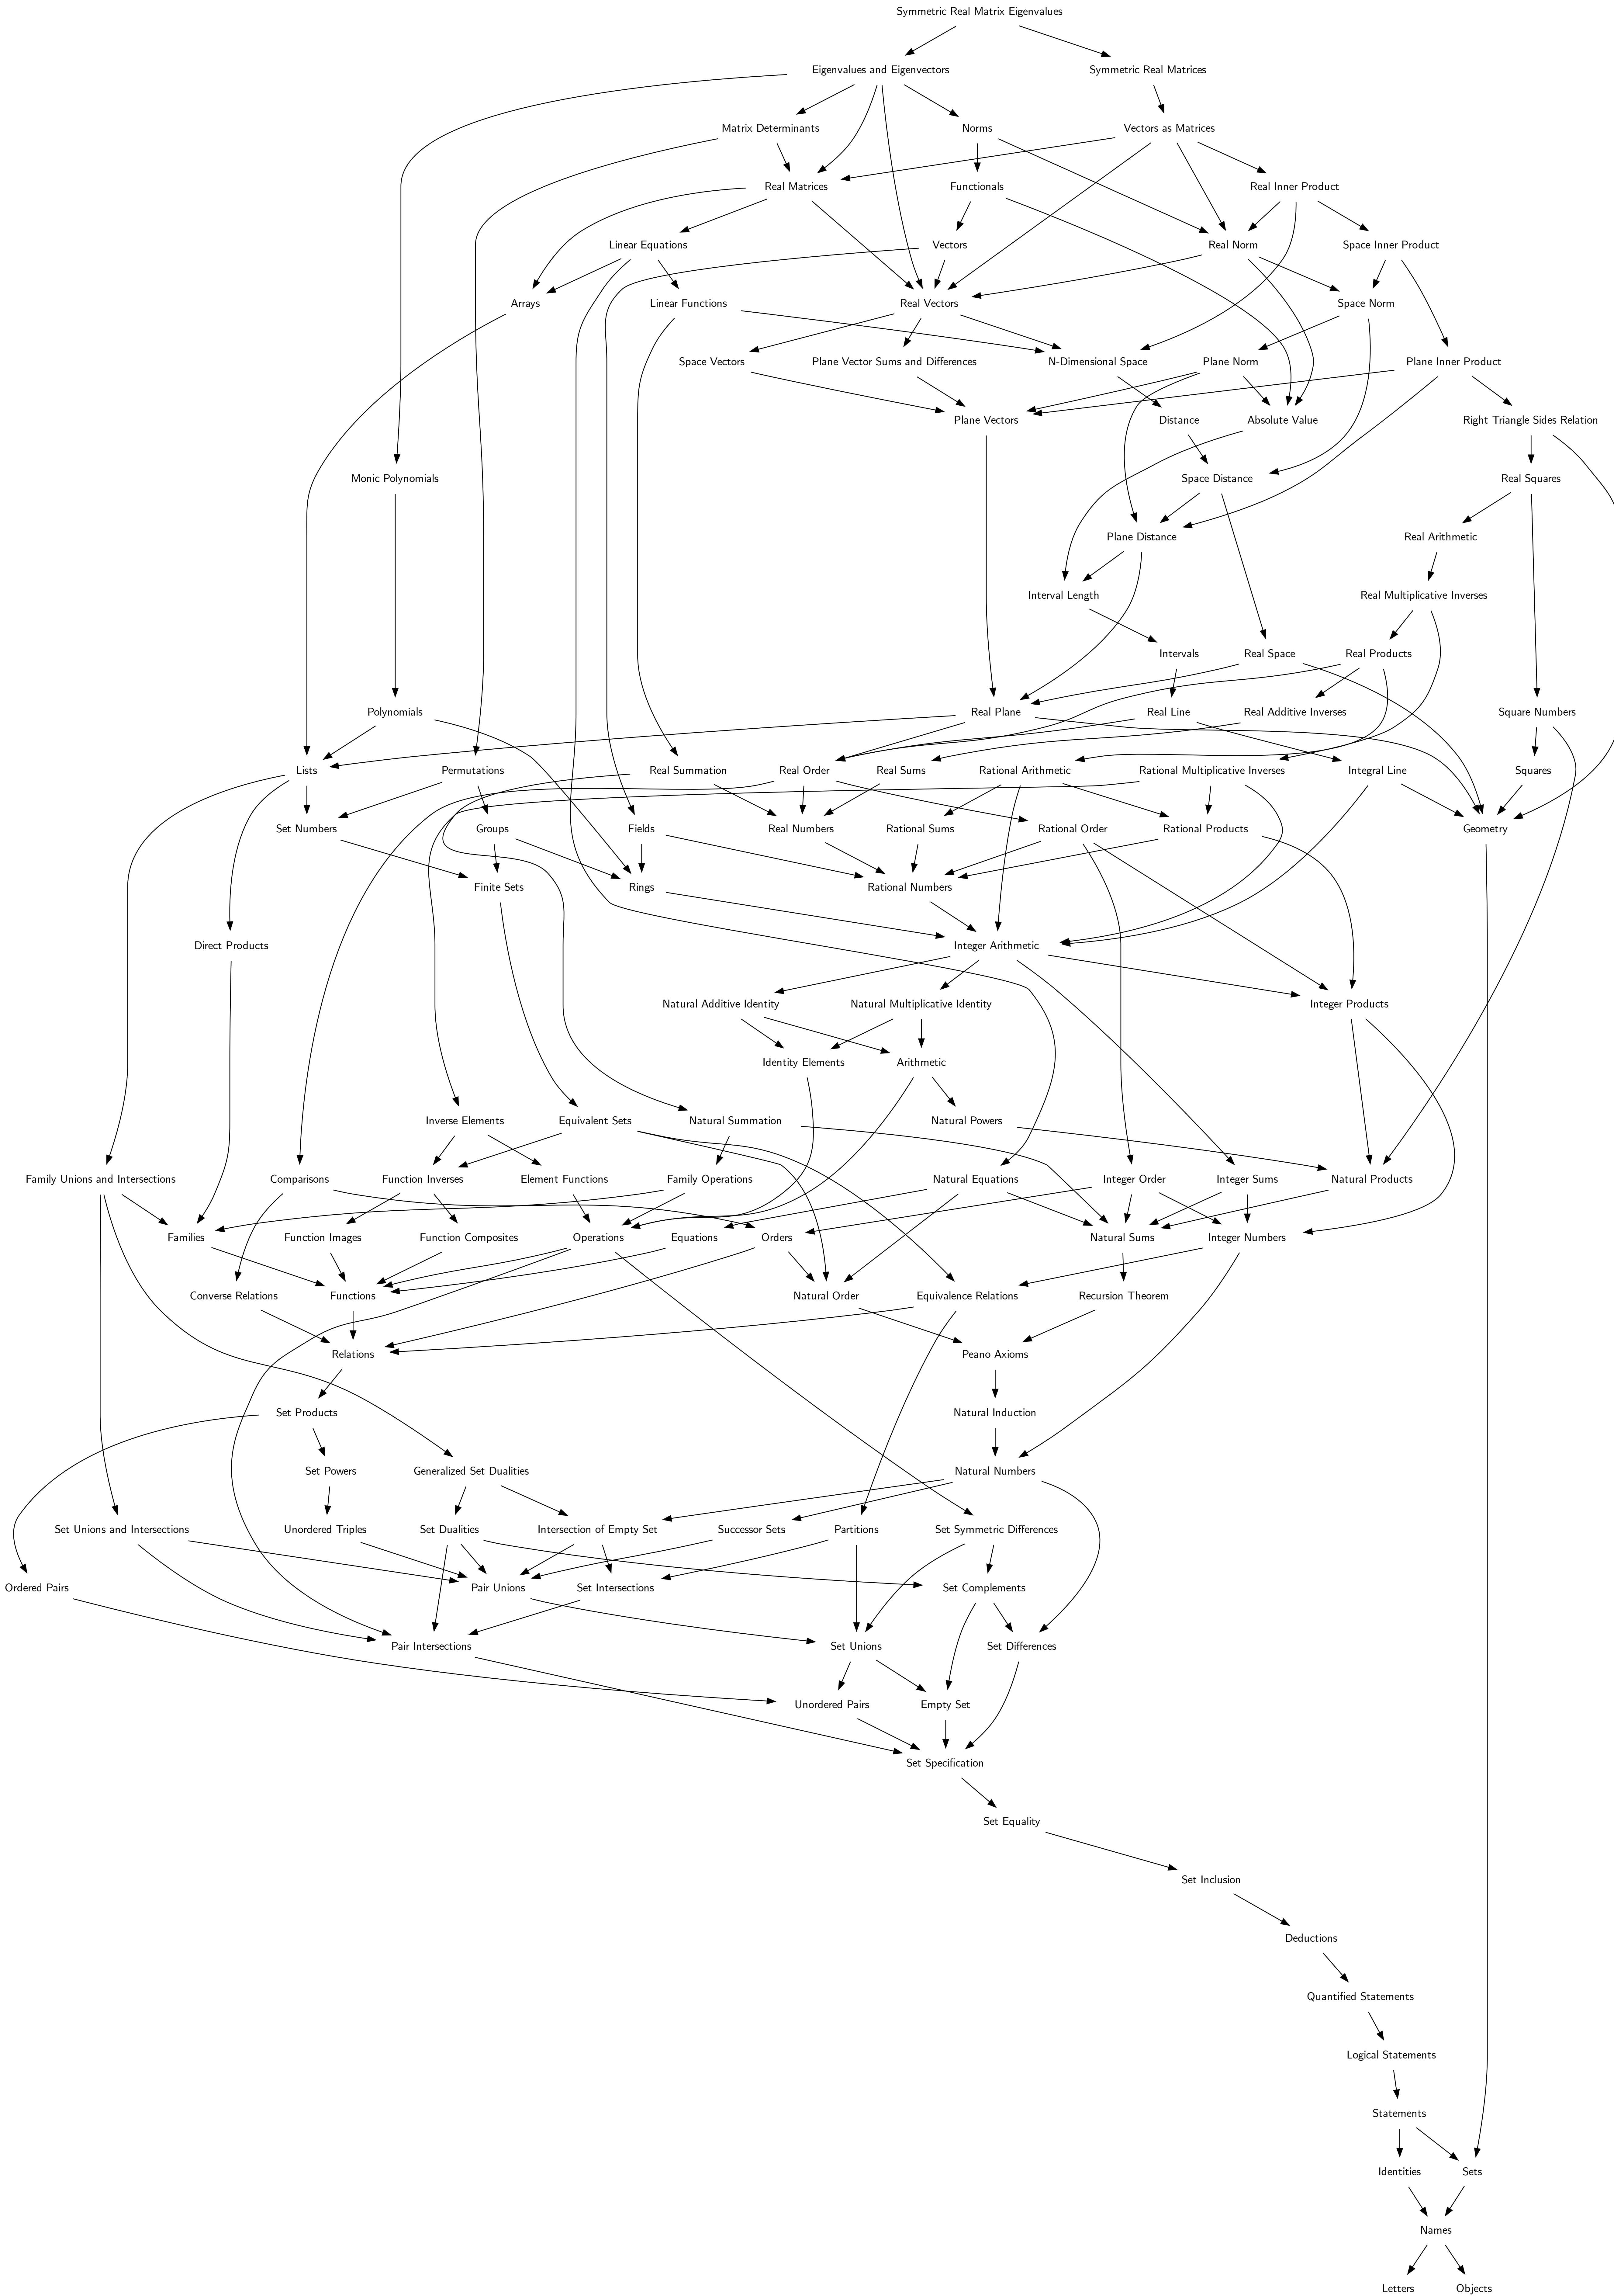 Symmetric Real Matrix Eigenvalues
Eigenvalues and Eigenvectors
Symmetric Real Matrices
Matrix Determinants
Norms
Vectors as Matrices
Real Matrices
Functionals
Real Inner Product
Linear Equations
Vectors
Real Norm
Space Inner Product
Arrays
Linear Functions
Real Vectors
Space Norm
Space Vectors
Plane Vector Sums and Differences
N-Dimensional Space
Plane Norm
Plane Inner Product
Plane Vectors
Distance
Absolute Value
Right Triangle Sides Relation
Monic Polynomials
Space Distance
Real Squares
Plane Distance
Real Arithmetic
Interval Length
Real Multiplicative Inverses
Intervals
Real Space
Real Products
Polynomials
Real Plane
Real Line
Real Additive Inverses
Square Numbers
Lists
Permutations
Real Summation
Real Order
Real Sums
Rational Arithmetic
Rational Multiplicative Inverses
Integral Line
Squares
Set Numbers
Groups
Fields
Real Numbers
Rational Sums
Rational Order
Rational Products
Geometry
Finite Sets
Rings
Rational Numbers
Direct Products
Integer Arithmetic
Natural Additive Identity
Natural Multiplicative Identity
Integer Products
Identity Elements
Arithmetic
Inverse Elements
Equivalent Sets
Natural Summation
Natural Powers
Family Unions and Intersections
Comparisons
Function Inverses
Element Functions
Family Operations
Natural Equations
Integer Order
Integer Sums
Natural Products
Families
Function Images
Function Composites
Operations
Equations
Orders
Natural Sums
Integer Numbers
Converse Relations
Functions
Natural Order
Equivalence Relations
Recursion Theorem
Relations
Peano Axioms
Set Products
Natural Induction
Set Powers
Generalized Set Dualities
Natural Numbers
Set Unions and Intersections
Unordered Triples
Set Dualities
Intersection of Empty Set
Successor Sets
Partitions
Set Symmetric Differences
Ordered Pairs
Pair Unions
Set Intersections
Set Complements
Pair Intersections
Set Unions
Set Differences
Unordered Pairs
Empty Set
Set Specification
Set Equality
Set Inclusion
Deductions
Quantified Statements
Logical Statements
Statements
Identities
Sets
Names
Letters
Objects